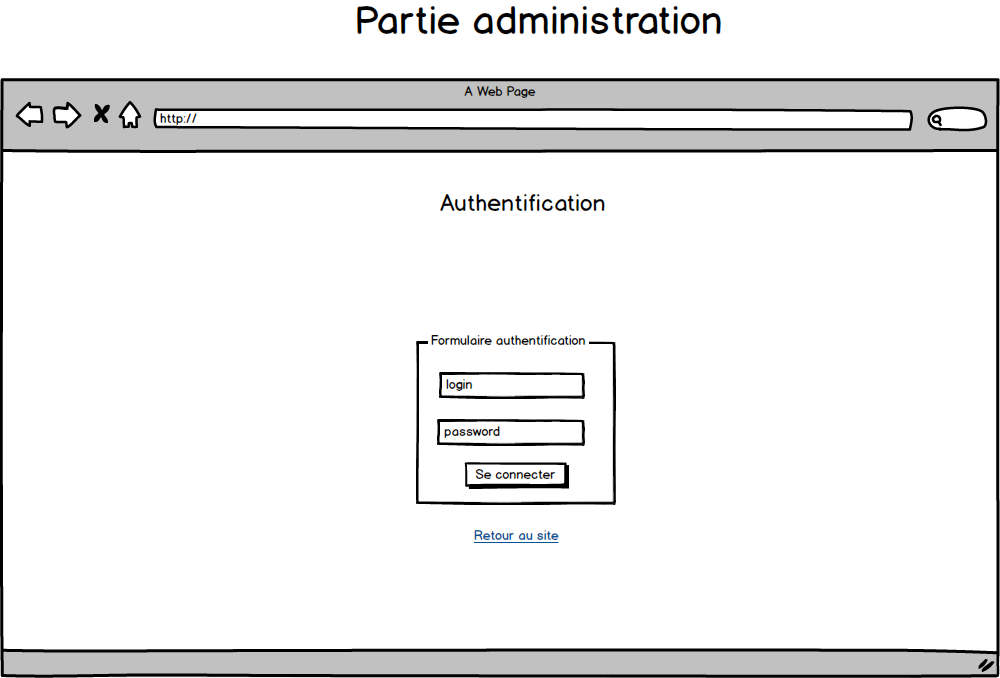 Partie administration
A Web Page
http://
Authentification
Formulaire authentification
login
password
Se connecter
Retour au site